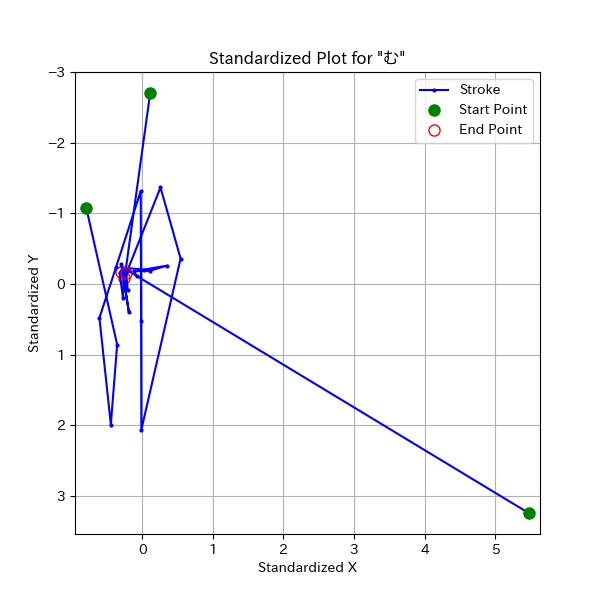 Standardized Plot for "む"
Stroke
Start Point
End Point
−3
−2
−1
0
1
2
3
Standardized Y
0 1 2 3 4 5
Standardized X